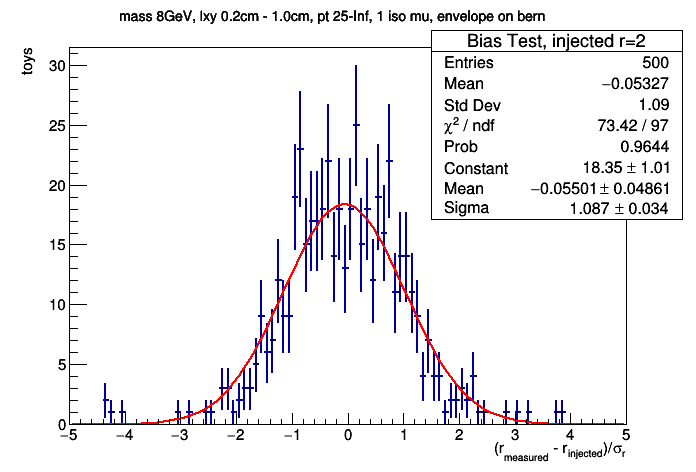 mass 8GeV, lxy 0.2cm - 1.0cm, pt 25-Inf, 1 iso mu, envelope on bern
Bias Test, injected r=2
Entries 500
Mean −0.05327
Std Dev 1.09
χ² / ndf 73.42 / 97
Prob 0.9644
Constant 18.35 ± 1.01
Mean −0.05501 ± 0.04861
Sigma 1.087 ± 0.034
toys
30
25
20
15
10
5
0
−5 −4 −3 −2 −1 0 1 2 3 4 5
(r_measured - r_injected)/σ_r